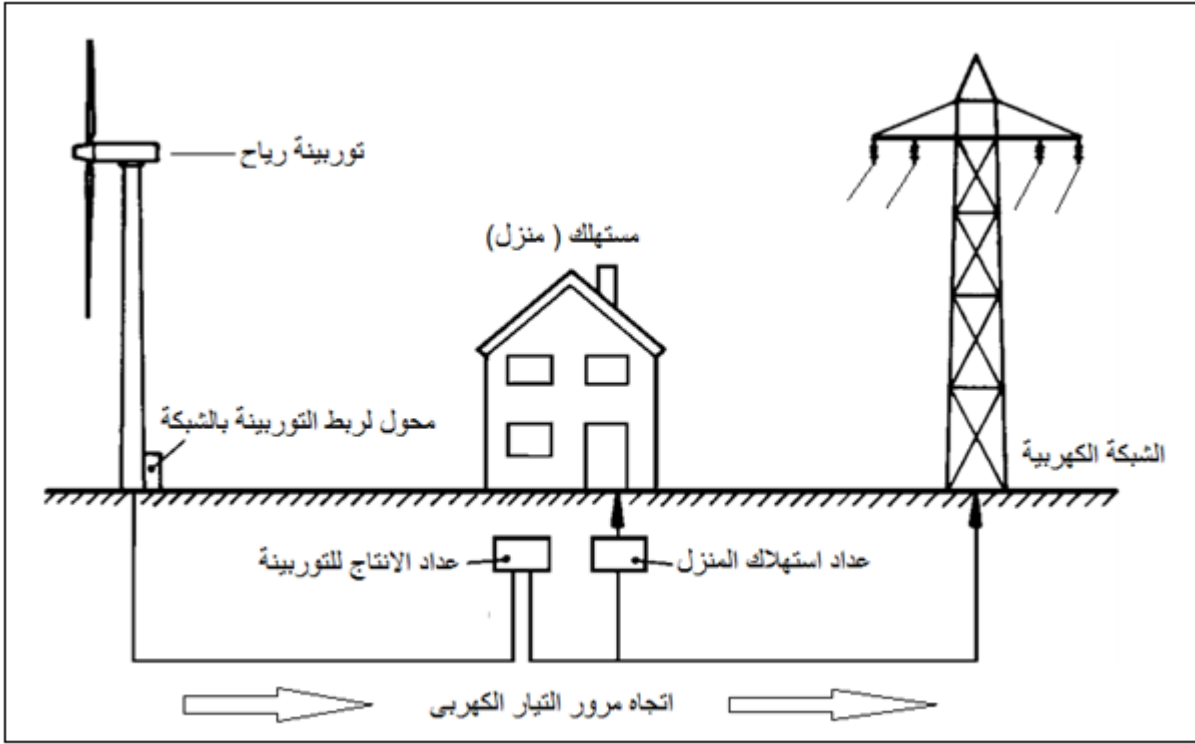 توربينة رياح
مستهلك ( منزل)
محول لربط التوربينة بالشبكة
الشبكة الكهربية
عداد الانتاج للتوربينة
عداد استهلاك المنزل
اتجاه مرور التيار الكهربى